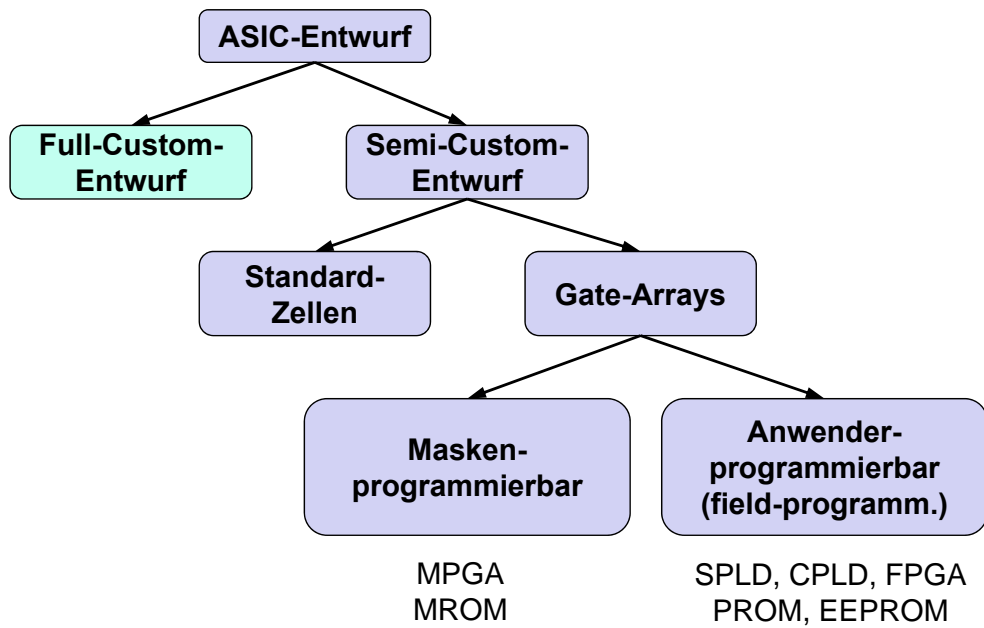 ASIC-Entwurf
Full-Custom-
Entwurf
Semi-Custom-
Entwurf
Standard-
Zellen
Gate-Arrays
Masken-
programmierbar
Anwender-
programmierbar
(field-programm.)
MPGA
MROM
SPLD, CPLD, FPGA
PROM, EEPROM